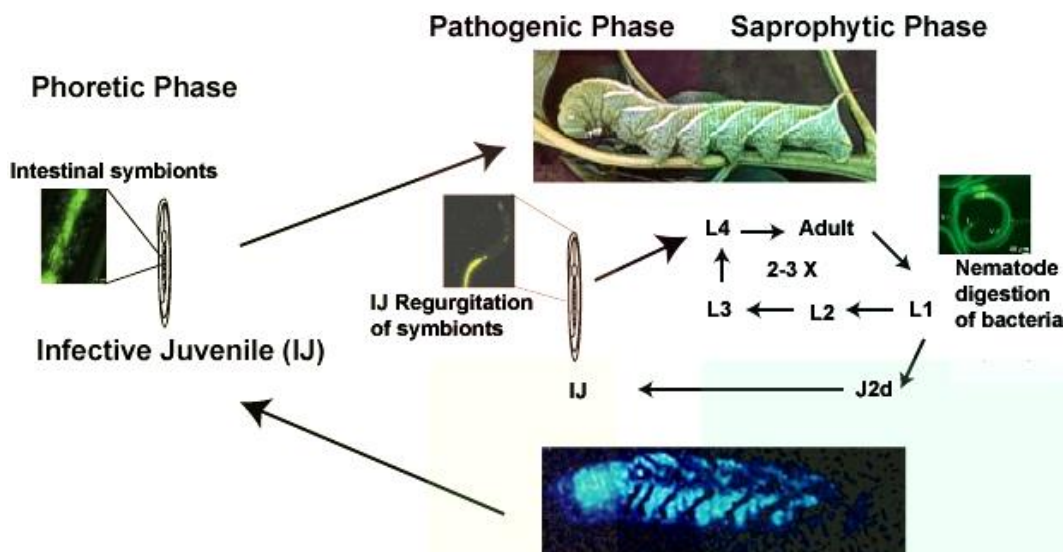 Pathogenic Phase
Saprophytic Phase
Phoretic Phase
Intestinal symbionts
L4
Adult
2-3 X
L3
L2
L1
Nematode
digestion
of bacteria
IJ Regurgitation
of symbionts
Infective Juvenile (IJ)
IJ
J2d